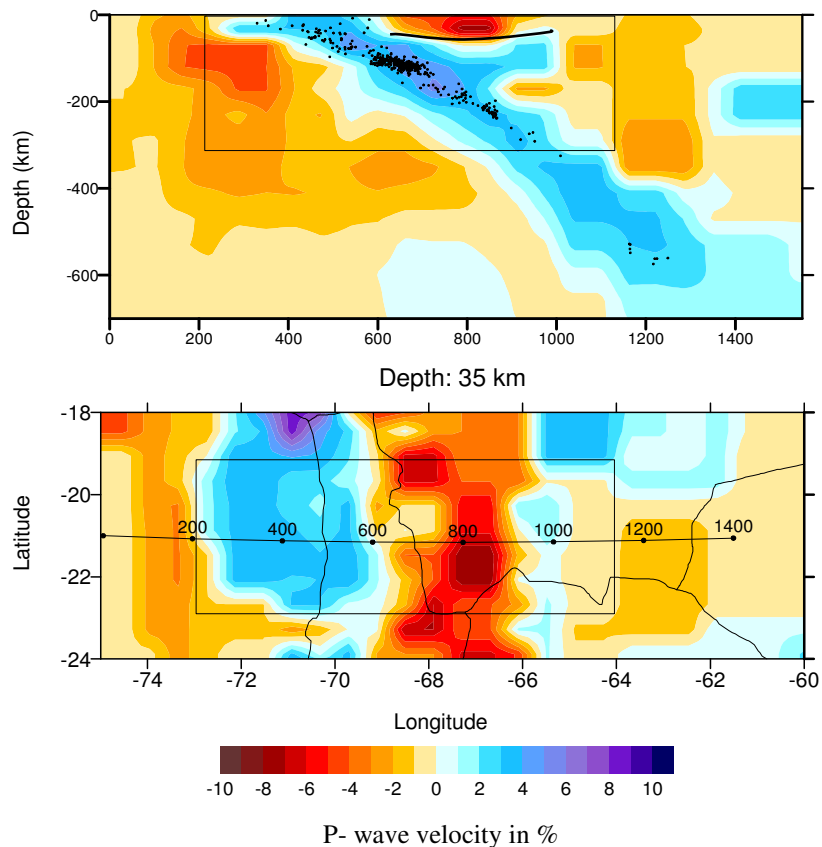 0
-200
-400
-600
Depth (km)
0 200 400 600 800 1000 1200 1400
Depth: 35 km
-18
-20
-22
-24
Latitude
200 400 600 800 1000 1200 1400
-74 -72 -70 -68 -66 -64 -62 -60
Longitude
-10 -8 -6 -4 -2 0 2 4 6 8 10
P- wave velocity in %